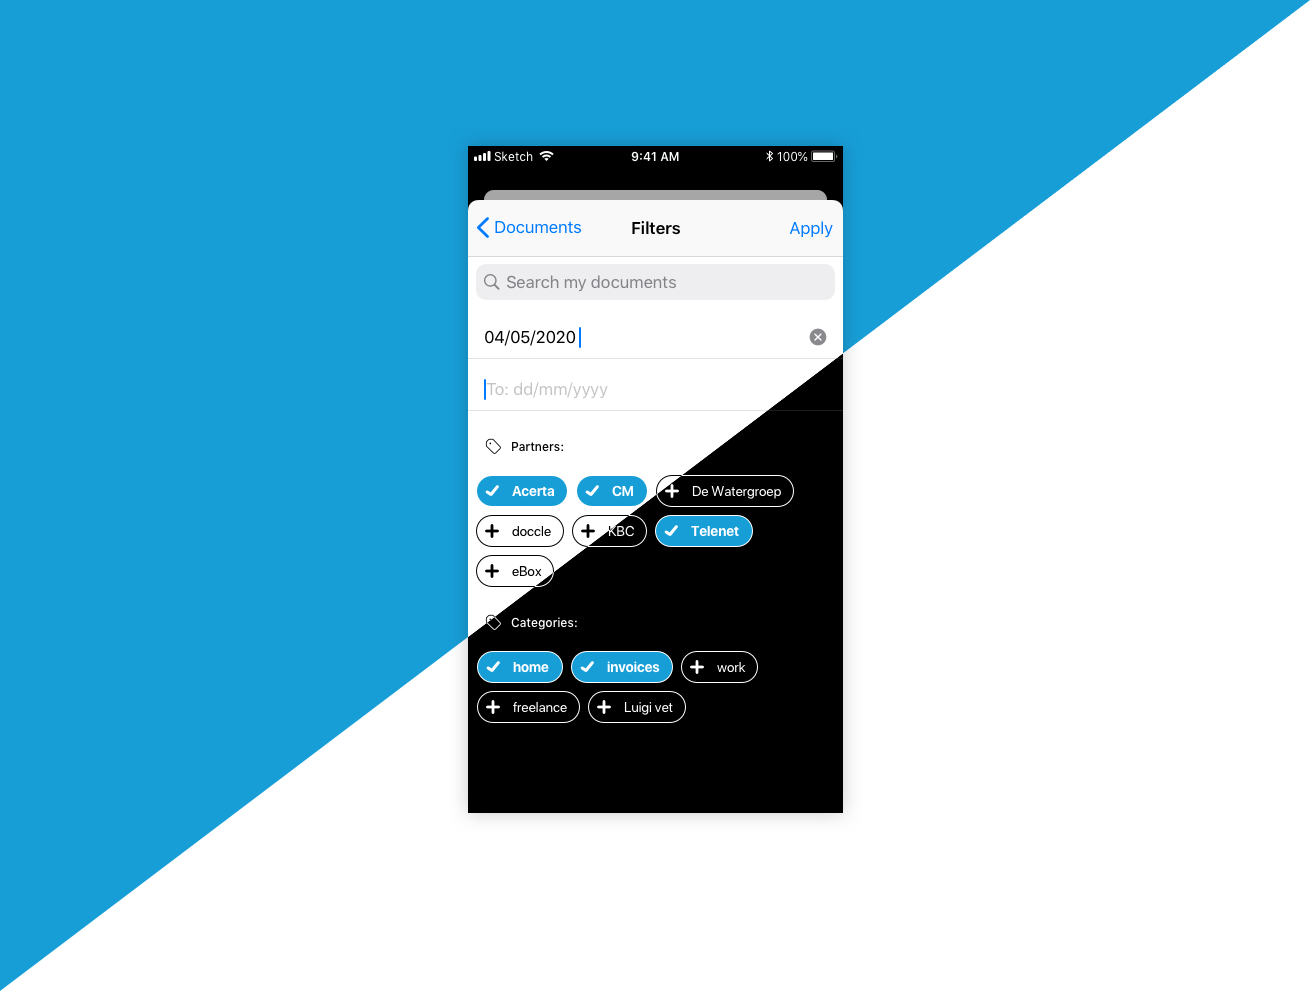 Sketch 9:41 AM 100%
Documents Filters Apply
Search my documents
04/05/2020
To: dd/mm/yyyy
Partners:
Acerta CM De Watergroep
doccle KBC Telenet
eBox
Categories:
home invoices work
freelance Luigi vet